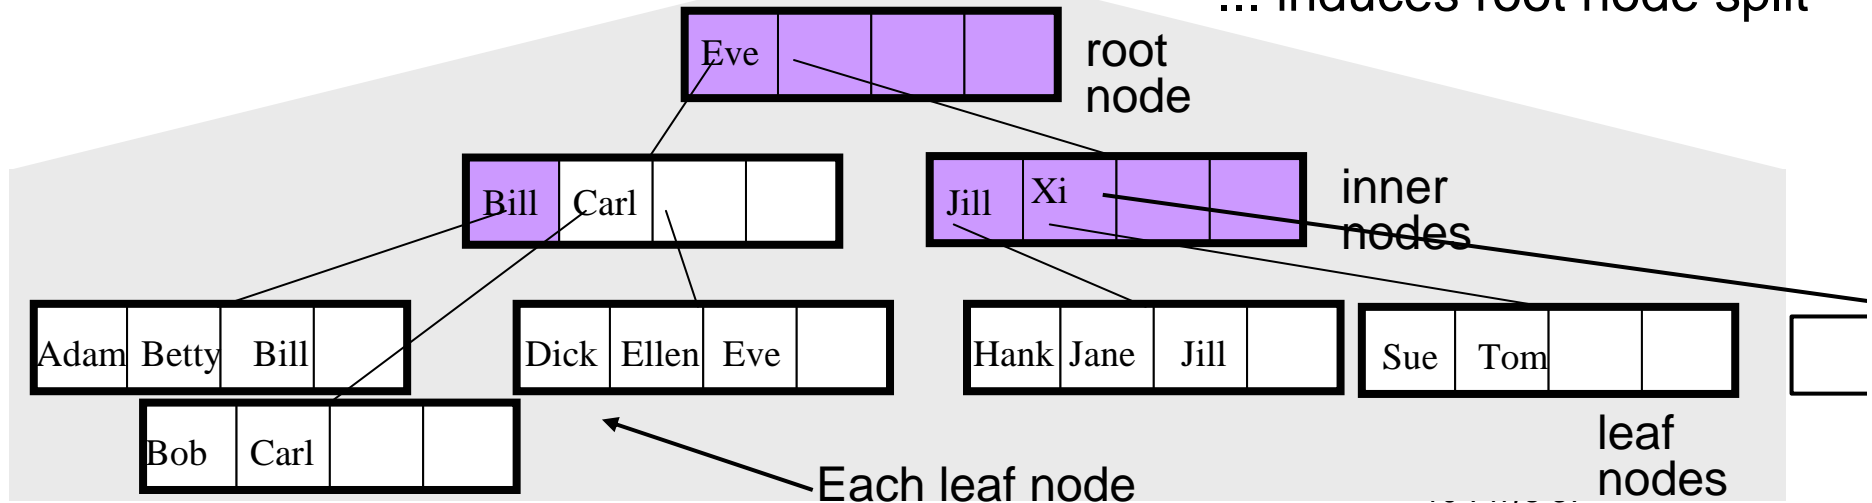 ... induces root node split
Eve
root
node
Bill Carl
Jill Xi
inner
nodes
Adam Betty Bill
Dick Ellen Eve
Hank Jane Jill
Sue Tom
Bob Carl
leaf
nodes
Each leaf node